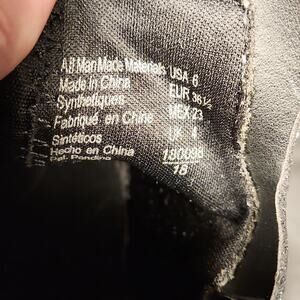 All Man Made Materials USA 6
Made in China EUR 36½
Synthetiques MEX 23
Fabriqué en Chine UK 4
Sintéticos 180098
Hecho en China 18
Pat. Pending